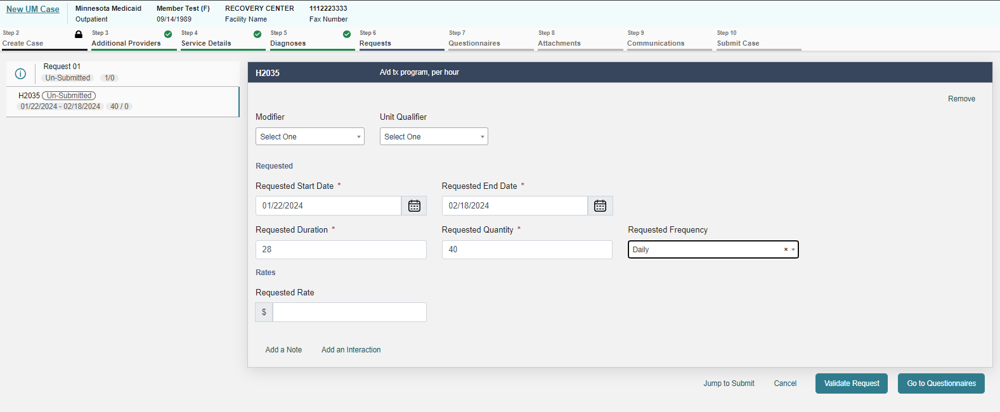 New UM Case
Minnesota Medicaid
Outpatient
Member Test (F)
09/14/1989
RECOVERY CENTER
Facility Name
1112223333
Fax Number
Step 2
Create Case
Step 3
Additional Providers
Step 4
Service Details
Step 5
Diagnoses
Step 6
Requests
Step 7
Questionnaires
Step 8
Attachments
Step 9
Communications
Step 10
Submit Case
Request 01
Un-Submitted 1/0
H2035 Un-Submitted
01/22/2024 - 02/18/2024 40 / 0
H2035 A/d tx program, per hour
Remove
Modifier Unit Qualifier
Select One Select One
Requested
Requested Start Date * Requested End Date *
01/22/2024 02/18/2024
Requested Duration * Requested Quantity * Requested Frequency
28 40 Daily ×
Rates
Requested Rate
$
Add a Note Add an Interaction
Jump to Submit Cancel Validate Request Go to Questionnaires